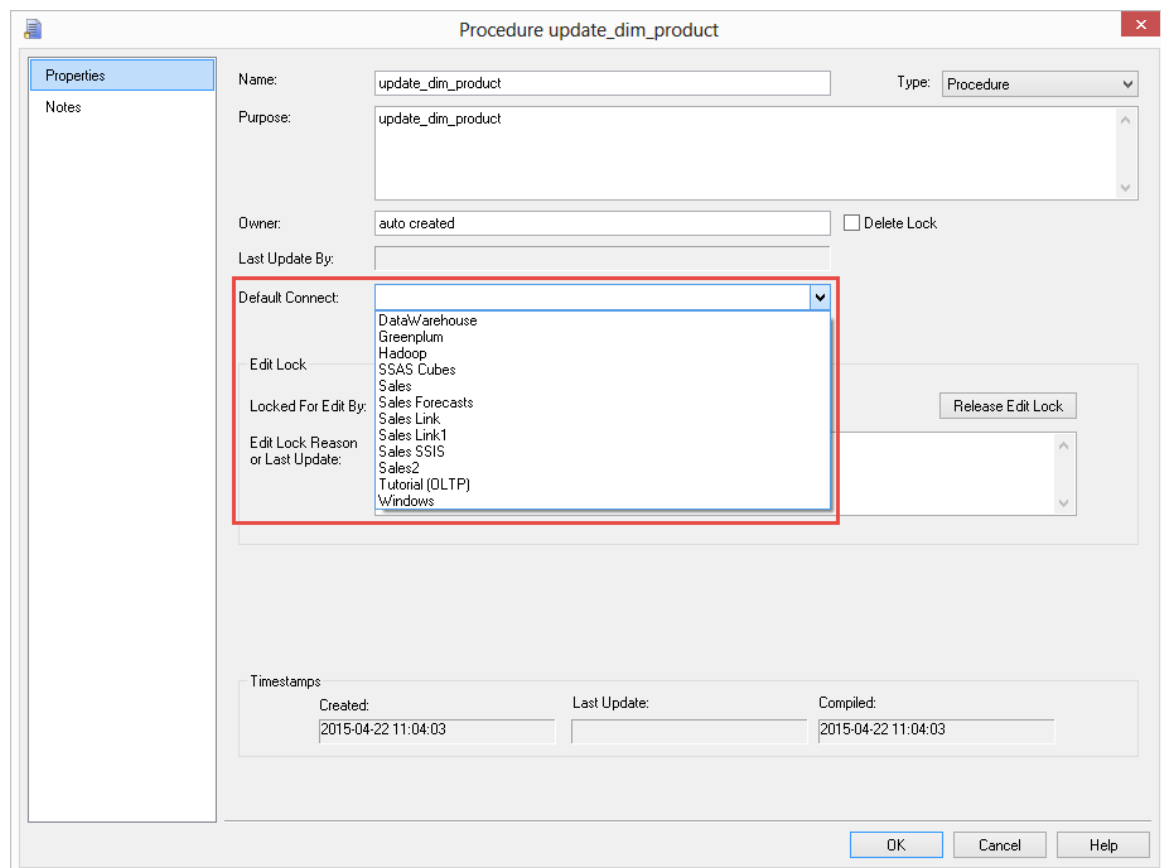 Procedure update_dim_product
Properties
Notes
Name:
update_dim_product
Type:
Procedure
Purpose:
update_dim_product
Owner:
auto created
Delete Lock
Last Update By:
Default Connect:
DataWarehouse
Greenplum
Hadoop
SSAS Cubes
Sales
Sales Forecasts
Sales Link
Sales Link1
Sales SSIS
Sales2
Tutorial (OLTP)
Windows
Edit Lock
Locked For Edit By:
Release Edit Lock
Edit Lock Reason
or Last Update:
Timestamps
Created:
Last Update:
Compiled:
2015-04-22 11:04:03
2015-04-22 11:04:03
OK
Cancel
Help